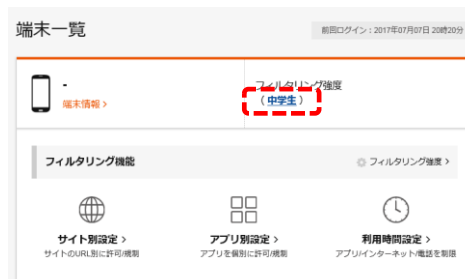 端末一覧
前回ログイン：2017年07月07日 20時20分
-
端末情報 >
フィルタリング強度
（中学生）
フィルタリング機能
フィルタリング強度 >
サイト別設定 >
サイトのURL別に許可/規制
アプリ別設定 >
アプリを個別に許可/規制
利用時間設定 >
アプリ/インターネット/電話を制限